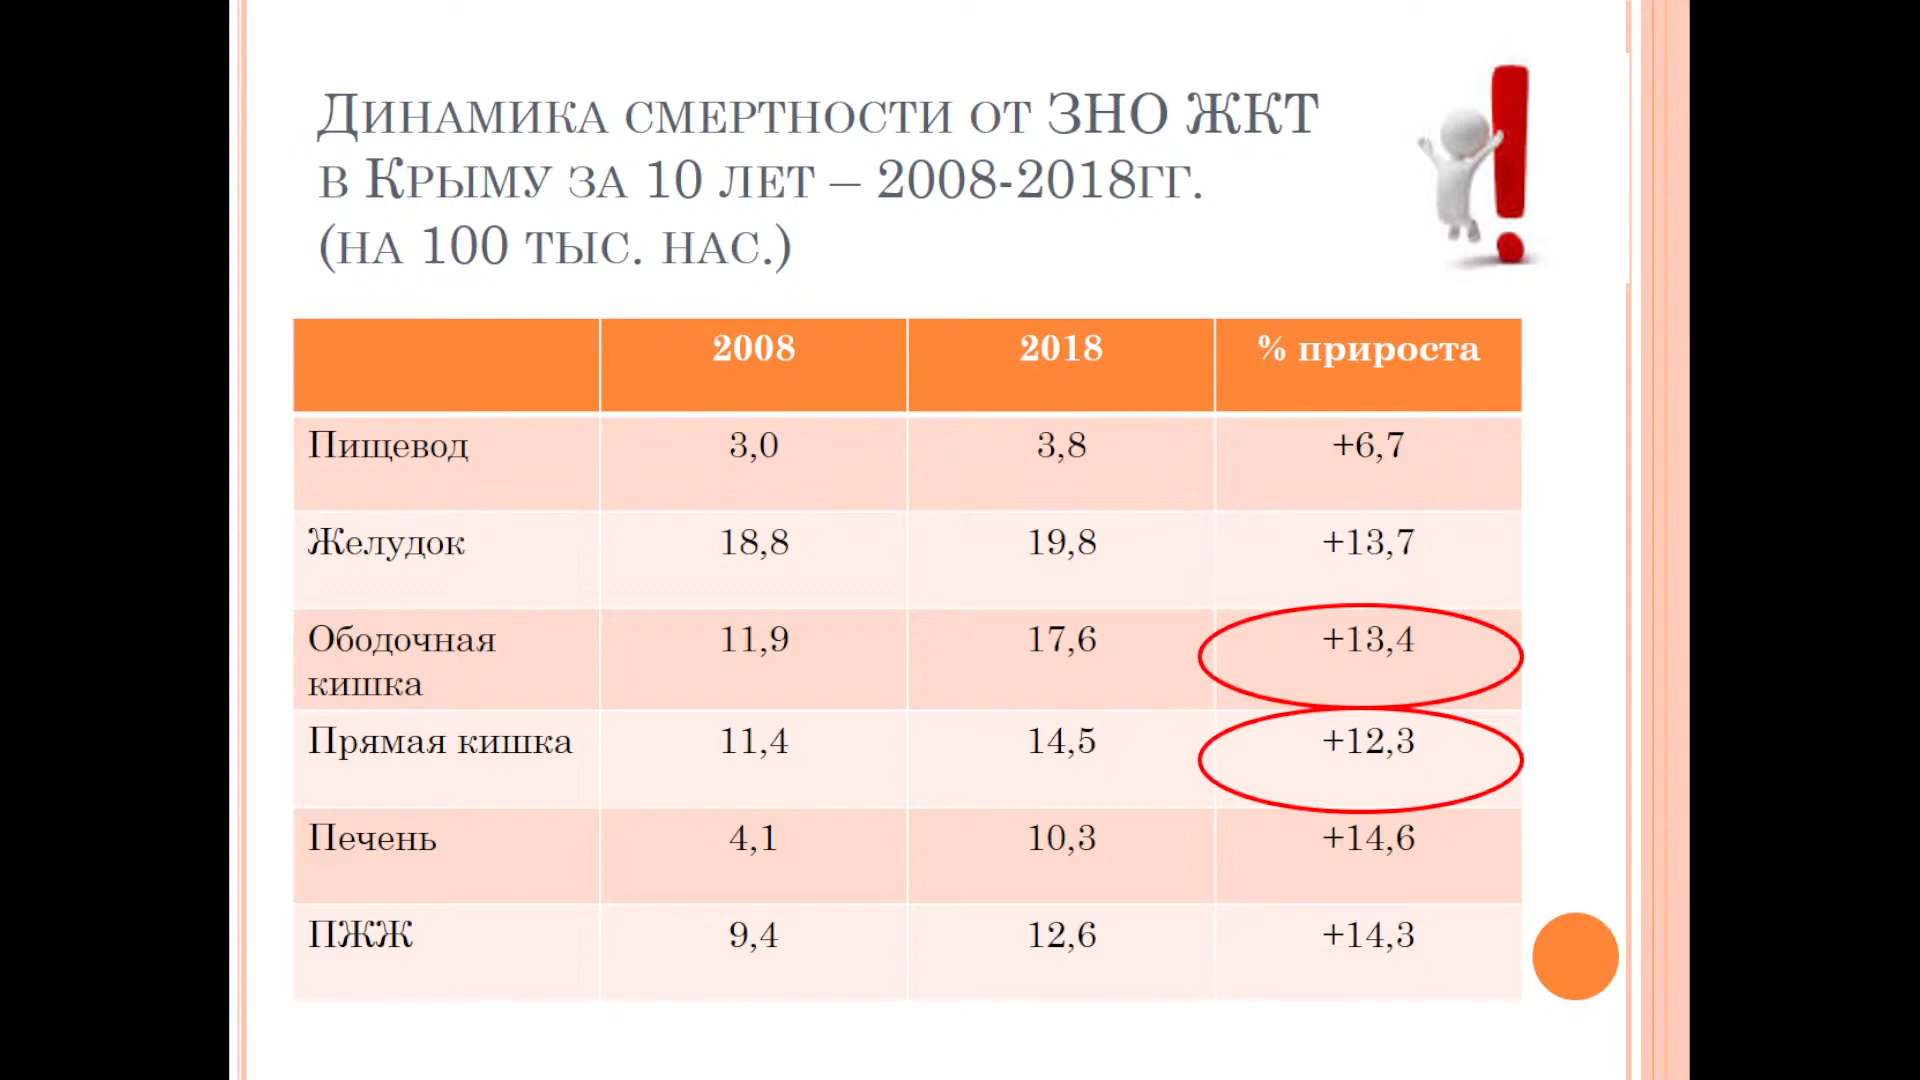 Динамика смертности от ЗНО ЖКТ
в Крыму за 10 лет – 2008-2018гг.
(на 100 тыс. нас.)
2008 2018 % прироста
Пищевод 3,0 3,8 +6,7
Желудок 18,8 19,8 +13,7
Ободочная 11,9 17,6 +13,4
кишка
Прямая кишка 11,4 14,5 +12,3
Печень 4,1 10,3 +14,6
ПЖЖ 9,4 12,6 +14,3